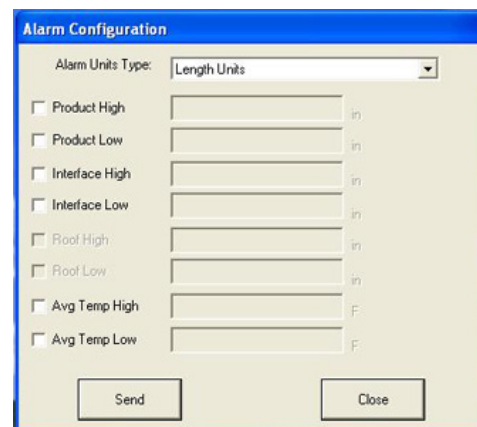 Alarm Configuration
Alarm Units Type: Length Units
Product High in
Product Low in
Interface High in
Interface Low in
Roof High in
Roof Low in
Avg Temp High F
Avg Temp Low F
Send Close